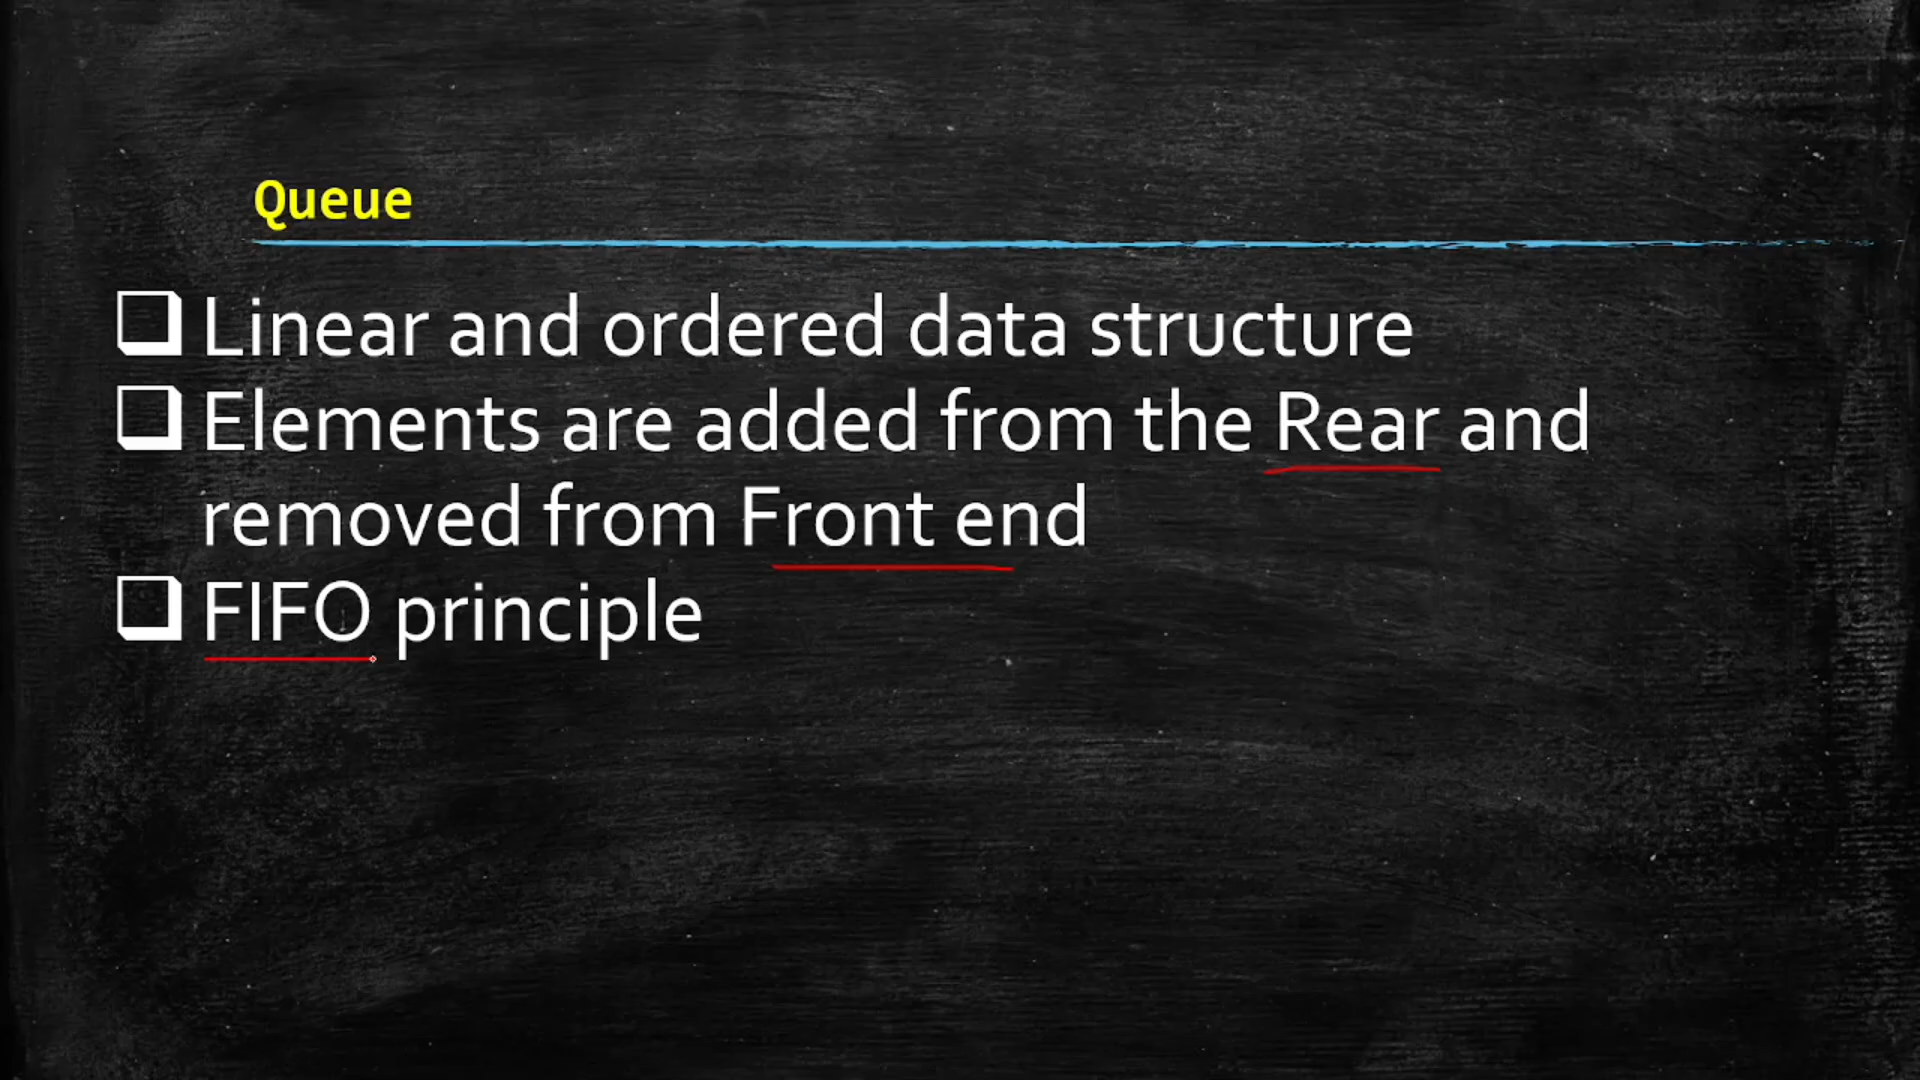 Queue
Linear and ordered data structure
Elements are added from the Rear and
removed from Front end
FIFO principle